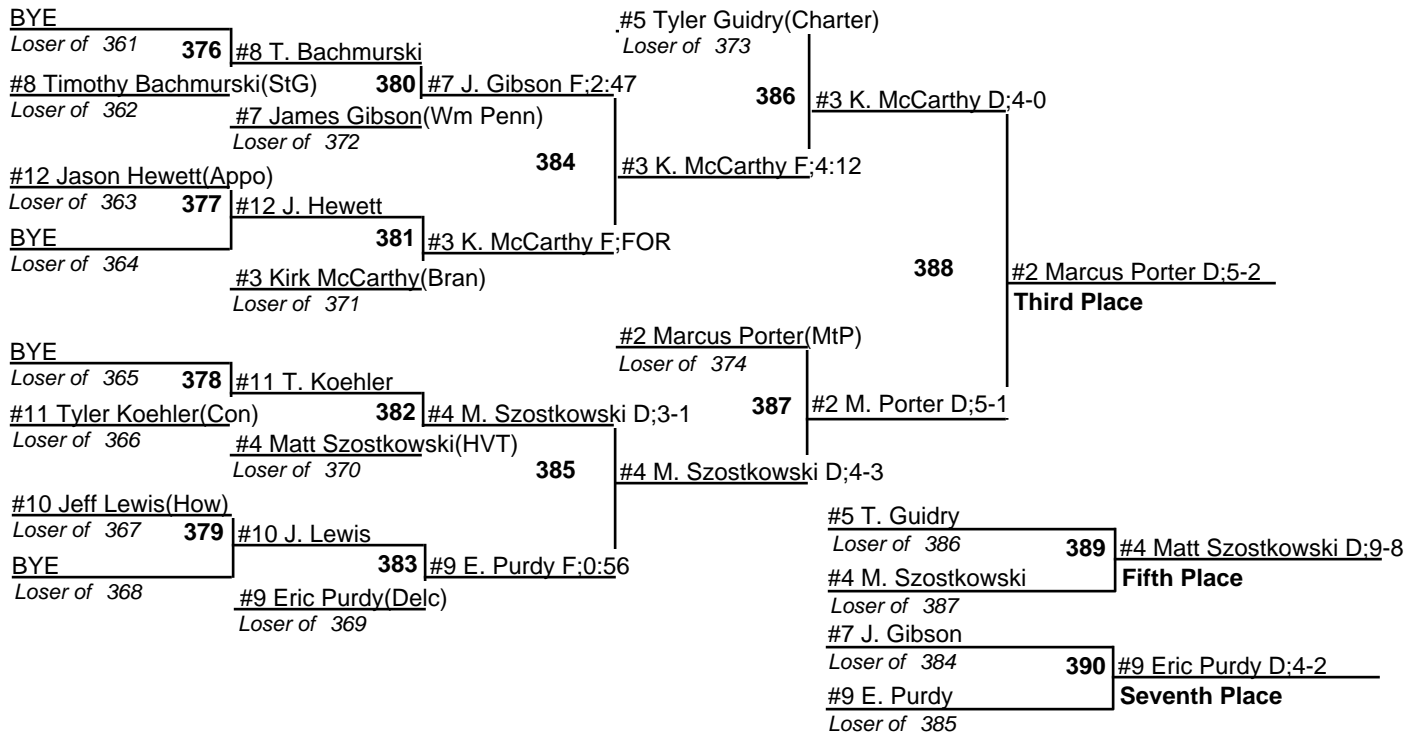 BYE
Loser of 361
376
#8 T. Bachmurski
#8 Timothy Bachmurski(StG)
Loser of 362
380
#7 J. Gibson F;2:47
#7 James Gibson(Wm Penn)
Loser of 372
384
#3 K. McCarthy F;4:12
#12 Jason Hewett(Appo)
Loser of 363
377
#12 J. Hewett
BYE
Loser of 364
381
#3 K. McCarthy F;FOR
#3 Kirk McCarthy(Bran)
Loser of 371
#5 Tyler Guidry(Charter)
Loser of 373
386
#3 K. McCarthy D;4-0
388
#2 Marcus Porter D;5-2
Third Place
BYE
Loser of 365
378
#11 T. Koehler
#11 Tyler Koehler(Con)
Loser of 366
382
#4 M. Szostkowski D;3-1
#4 Matt Szostkowski(HVT)
Loser of 370
385
#4 M. Szostkowski D;4-3
#10 Jeff Lewis(How)
Loser of 367
379
#10 J. Lewis
BYE
Loser of 368
383
#9 E. Purdy F;0:56
#9 Eric Purdy(Delc)
Loser of 369
#2 Marcus Porter(MtP)
Loser of 374
387
#2 M. Porter D;5-1
#5 T. Guidry
Loser of 386
389
#4 Matt Szostkowski D;9-8
Fifth Place
#4 M. Szostkowski
Loser of 387
#7 J. Gibson
Loser of 384
390
#9 Eric Purdy D;4-2
Seventh Place
#9 E. Purdy
Loser of 385